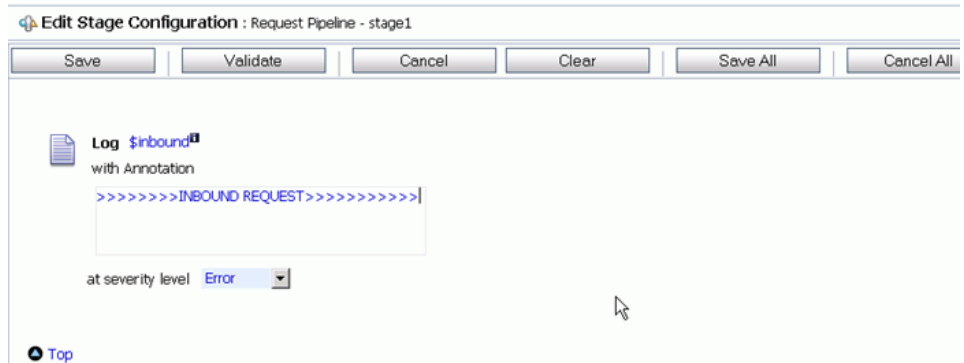 Edit Stage Configuration : Request Pipeline - stage1
Save Validate Cancel Clear Save All Cancel All
Log $inbound
with Annotation
>>>>>>>>INBOUND REQUEST>>>>>>>>>>>
at severity level Error
Top